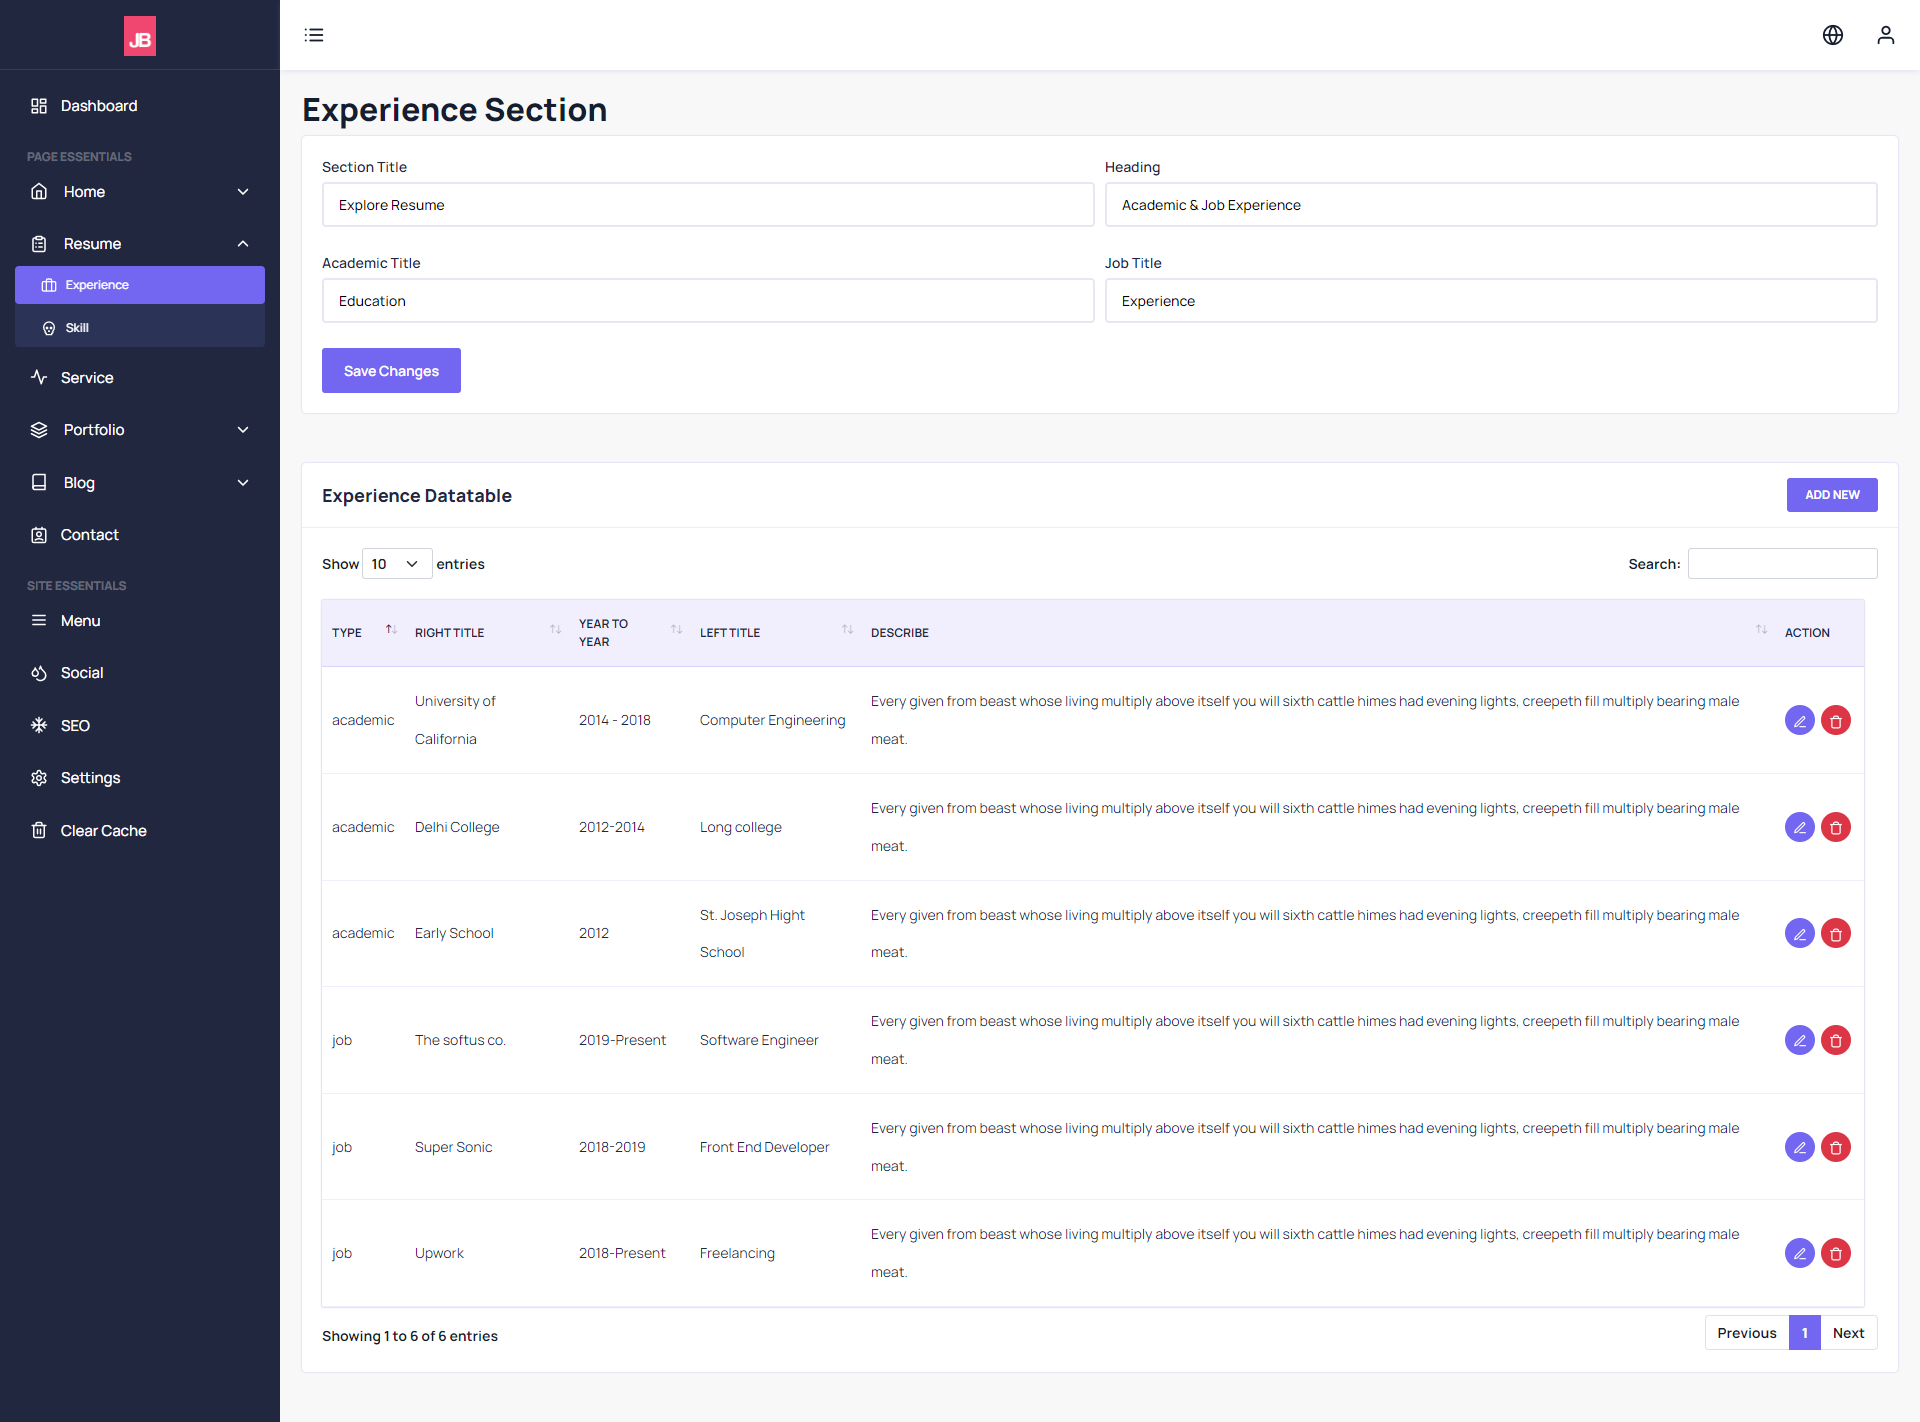 JB
Dashboard
PAGE ESSENTIALS
Home
Resume
Experience
Skill
Service
Portfolio
Blog
Contact
SITE ESSENTIALS
Menu
Social
SEO
Settings
Clear Cache
Experience Section
Section Title
Heading
Explore Resume
Academic & Job Experience
Academic Title
Job Title
Education
Experience
Save Changes
Experience Datatable
ADD NEW
Show 10 entries
Search:
TYPE RIGHT TITLE YEAR TO YEAR LEFT TITLE DESCRIBE ACTION
academic
University of
California
2014 - 2018
Computer Engineering
Every given from beast whose living multiply above itself you will sixth cattle himes had evening lights, creepeth fill multiply bearing male
meat.
academic
Delhi College
2012-2014
Long college
Every given from beast whose living multiply above itself you will sixth cattle himes had evening lights, creepeth fill multiply bearing male
meat.
academic
Early School
2012
St. Joseph Hight
School
Every given from beast whose living multiply above itself you will sixth cattle himes had evening lights, creepeth fill multiply bearing male
meat.
job
The softus co.
2019-Present
Software Engineer
Every given from beast whose living multiply above itself you will sixth cattle himes had evening lights, creepeth fill multiply bearing male
meat.
job
Super Sonic
2018-2019
Front End Developer
Every given from beast whose living multiply above itself you will sixth cattle himes had evening lights, creepeth fill multiply bearing male
meat.
job
Upwork
2018-Present
Freelancing
Every given from beast whose living multiply above itself you will sixth cattle himes had evening lights, creepeth fill multiply bearing male
meat.
Showing 1 to 6 of 6 entries
Previous 1 Next